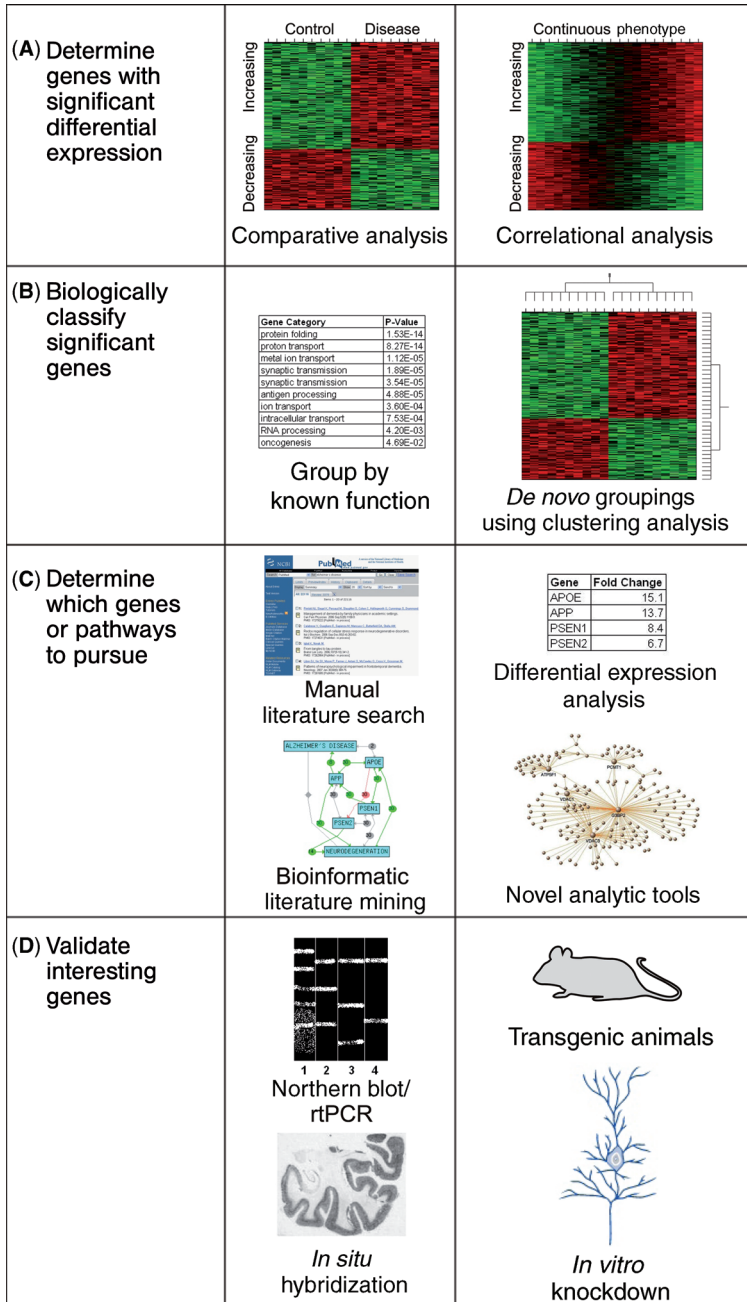 (A) Determine
genes with
significant
differential
expression
Control Disease
Increasing
Decreasing
Comparative analysis
Continuous phenotype
Increasing
Decreasing
Correlational analysis
(B) Biologically
classify
significant
genes
Gene Category P-Value
protein folding 1.53E-14
proton transport 8.27E-14
metal ion transport 1.12E-05
synaptic transmission 1.89E-05
synaptic transmission 3.54E-05
antigen processing 4.88E-05
ion transport 3.60E-04
intracellular transport 7.53E-04
RNA processing 4.20E-03
oncogenesis 4.69E-02
Group by
known function
De novo groupings
using clustering analysis
(C) Determine
which genes
or pathways
to pursue
NCBI
PubMed
Manual
literature search
Gene Fold Change
APOE 15.1
APP 13.7
PSEN1 8.4
PSEN2 6.7
Differential expression
analysis
ALZHEIMER'S DISEASE
APOE
APP
PSEN1
PSEN2
NEURODEGENERATION
Bioinformatic
literature mining
PCMT1
Novel analytic tools
(D) Validate
interesting
genes
1 2 3 4
Northern blot/
rtPCR
In situ
hybridization
Transgenic animals
In vitro
knockdown